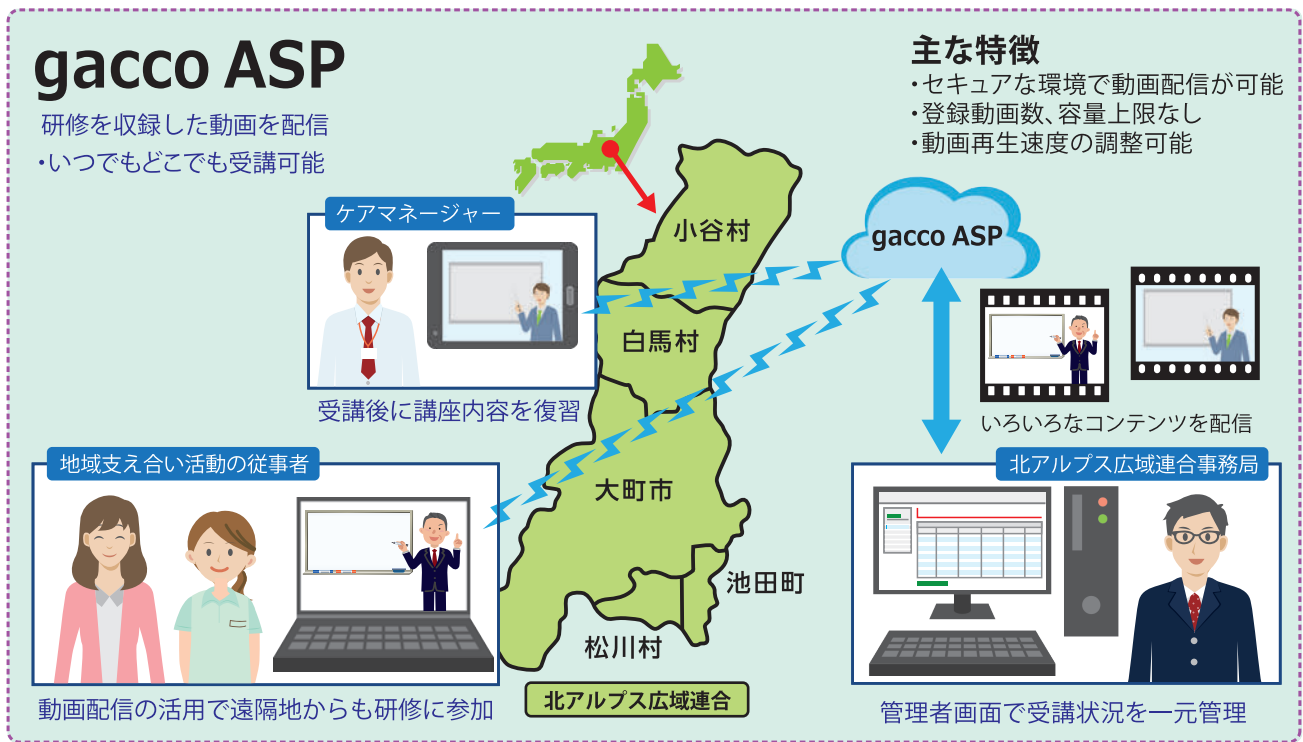 gacco ASP
研修を収録した動画を配信
・いつでもどこでも受講可能
主な特徴
・セキュアな環境で動画配信が可能
・登録動画数、容量上限なし
・動画再生速度の調整可能
ケアマネージャー
受講後に講座内容を復習
小谷村
白馬村
大町市
池田町
松川村
北アルプス広域連合
gacco ASP
いろいろなコンテンツを配信
地域支え合い活動の従事者
動画配信の活用で遠隔地からも研修に参加
北アルプス広域連合事務局
管理者画面で受講状況を一元管理